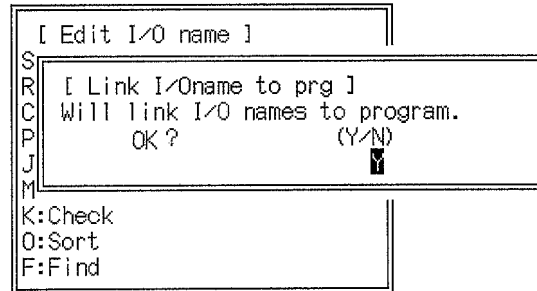 [ Edit I/O name ]
S
R
C
P
J
M
[ Link I/Oname to prg ]
Will link I/O names to program.
OK ? (Y/N)
Y
K:Check
O:Sort
F:Find